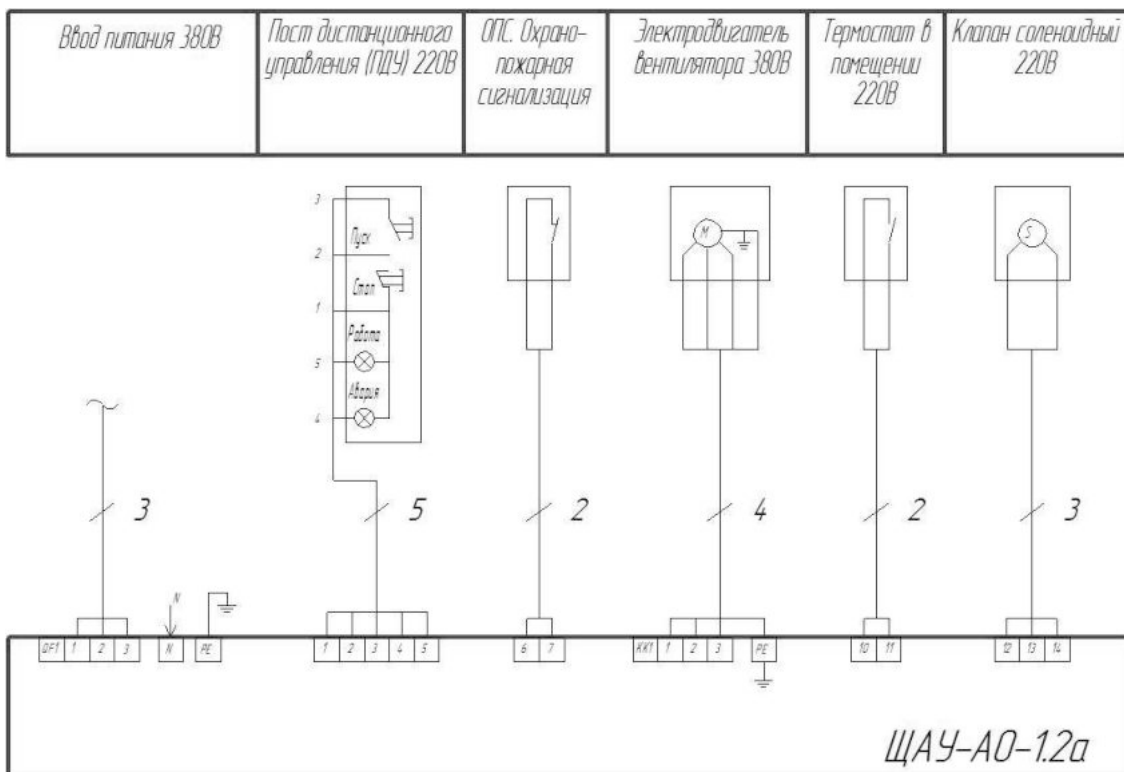 Ввод питания 380В
Пост дистанционного
управления (ПДУ) 220В
ОПС. Охрано-
пожарная
сигнализация
Электродвигатель
вентилятора 380В
Термостат в
помещении
220В
Клапан соленоидный
220В
3
Пуск
2
Стоп
1
Работа
5
Авария
4
M
S
3
5
2
4
2
3
N
QF1 1 2 3 N PE
1 2 3 4 5
6 7
KK1 1 2 3 PE
10 11
12 13 14
ЩАУ-АО-1.2а